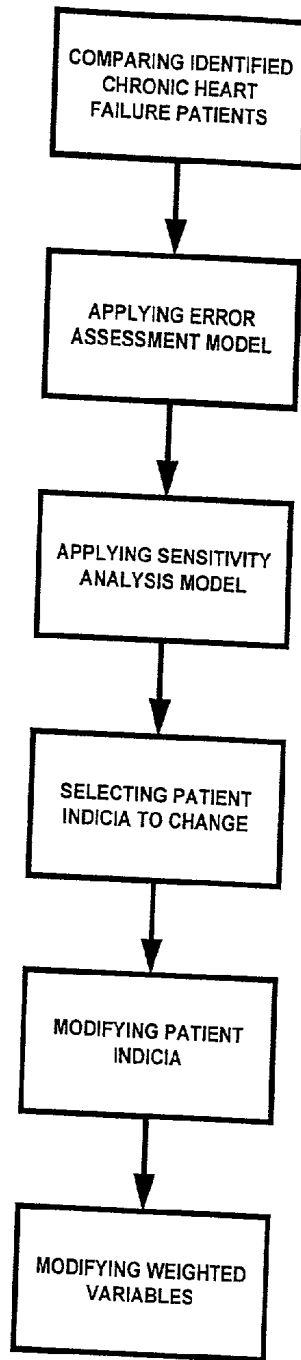 COMPARING IDENTIFIED
CHRONIC HEART
FAILURE PATIENTS
APPLYING ERROR
ASSESSMENT MODEL
APPLYING SENSITIVITY
ANALYSIS MODEL
SELECTING PATIENT
INDICIA TO CHANGE
MODIFYING PATIENT
INDICIA
MODIFYING WEIGHTED
VARIABLES